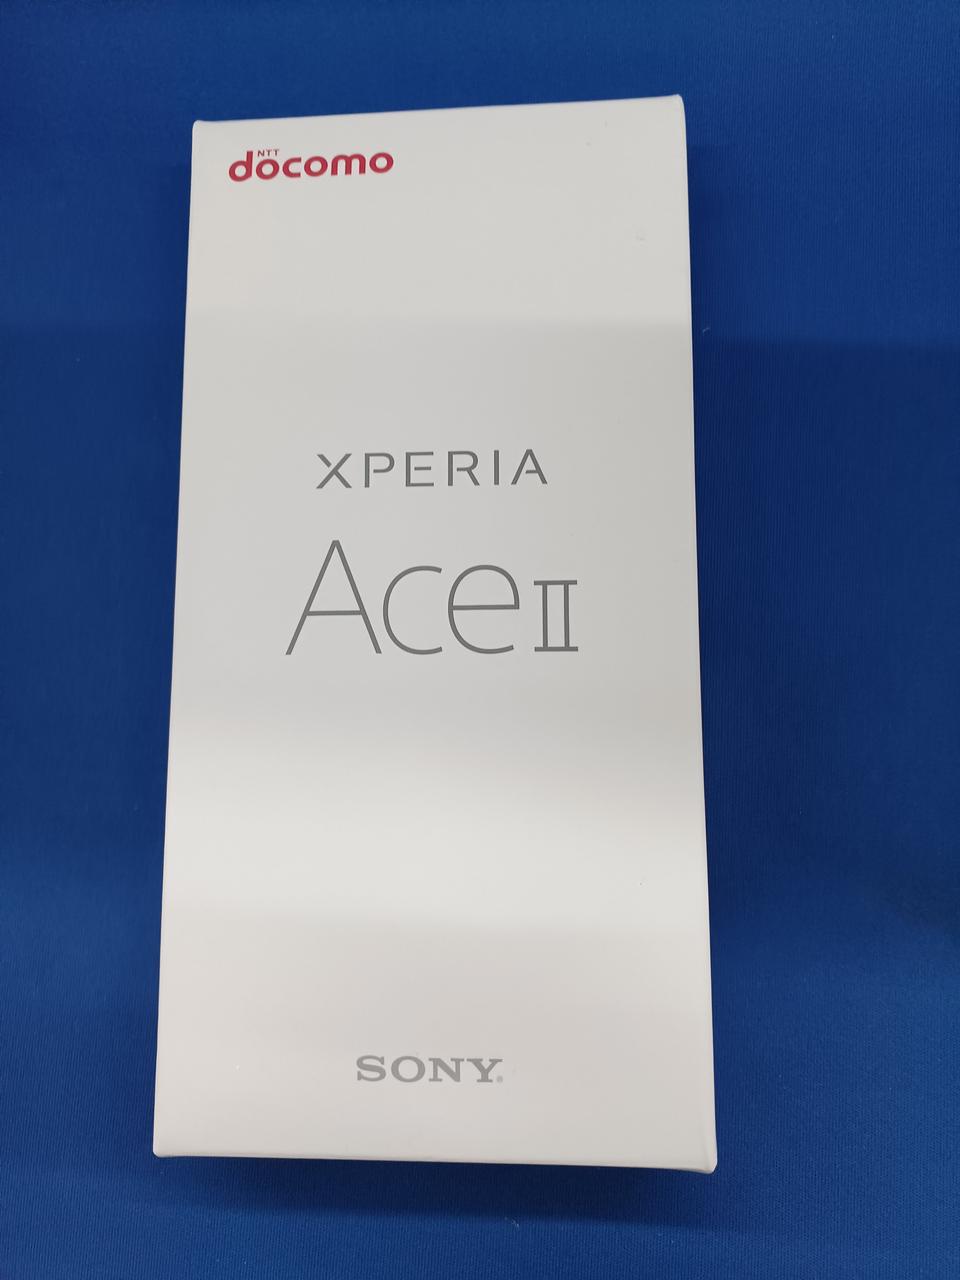 NTT
docomo
XPERIA
Ace II
SONY